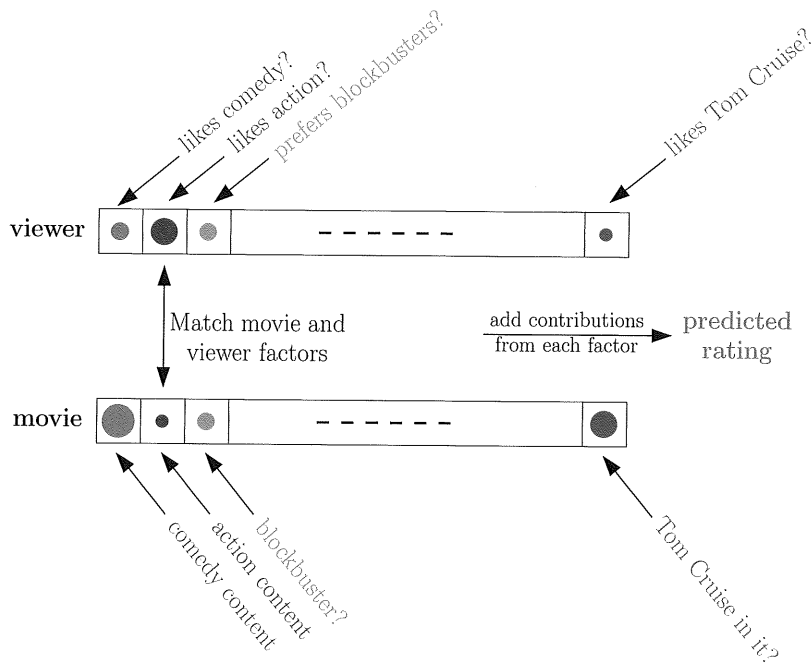 likes comedy?
likes action?
prefers blockbusters?
likes Tom Cruise?
viewer
Match movie and
viewer factors
add contributions
from each factor
predicted
rating
movie
comedy content
action content
blockbuster?
Tom Cruise in it?